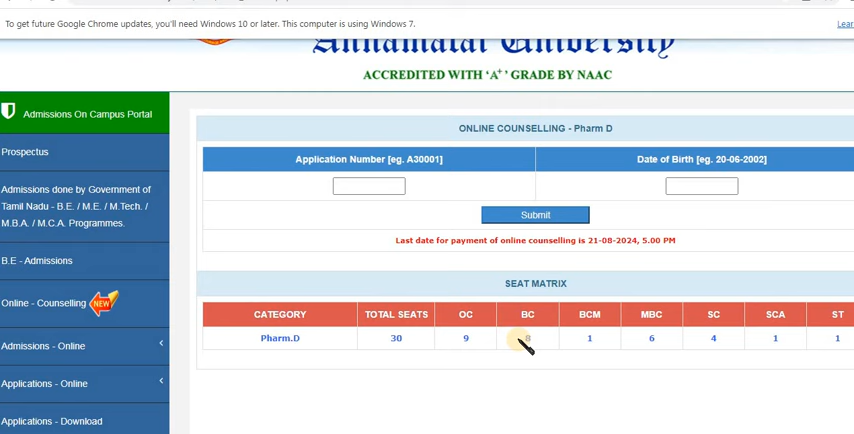 To get future Google Chrome updates, you'll need Windows 10 or later. This computer is using Windows 7.
Lear
Annamalai University
ACCREDITED WITH 'A+' GRADE BY NAAC
Admissions On Campus Portal
Prospectus
Admissions done by Government of
Tamil Nadu - B.E. / M.E. / M.Tech. /
M.B.A. / M.C.A. Programmes.
B.E - Admissions
Online - Counselling NEW
Admissions - Online
Applications - Online
Applications - Download
ONLINE COUNSELLING - Pharm D
Application Number [eg. A30001] Date of Birth [eg. 20-06-2002]
Submit
Last date for payment of online counselling is 21-08-2024, 5.00 PM
SEAT MATRIX
CATEGORY TOTAL SEATS OC BC BCM MBC SC SCA ST
Pharm.D 30 9 8 1 6 4 1 1